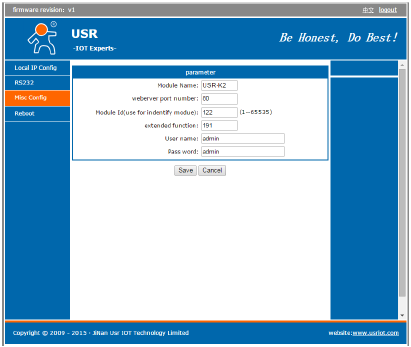 firmware revision: v1
中文 logout
USR
-IOT Experts-
Be Honest, Do Best!
Local IP Config
RS232
Misc Config
Reboot
parameter
Module Name: USR-K2
weberver port number: 80
Module Id(use for indentify modue): 122 (1~65535)
extended function: 191
User name: admin
Pass word: admin
Save Cancel
Copyright © 2009 - 2015 · JiNan Usr IOT Technology Limited
website:www.usriot.com